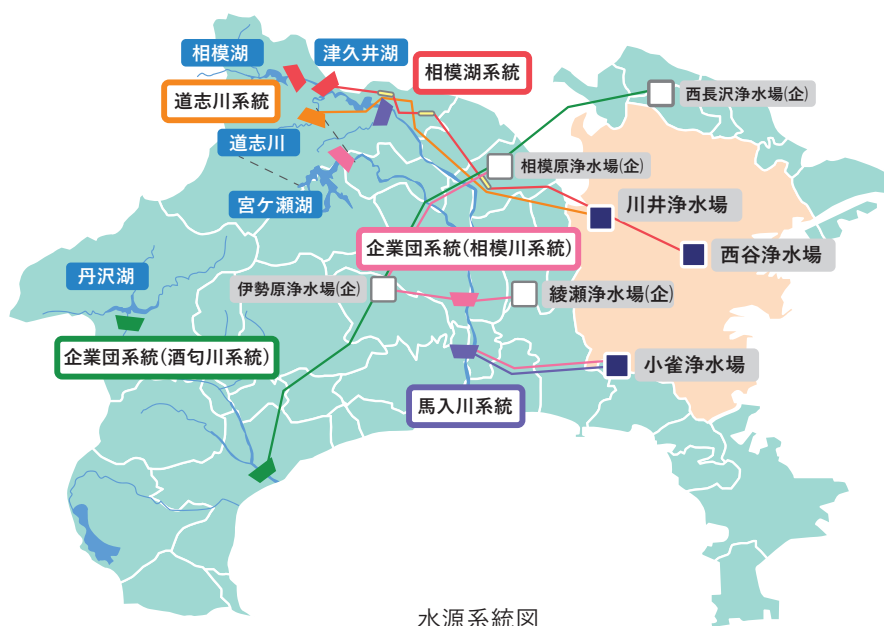 相模湖
津久井湖
相模湖系統
西長沢浄水場(企)
道志川系統
道志川
相模原浄水場(企)
宮ケ瀬湖
川井浄水場
企業団系統(相模川系統)
西谷浄水場
丹沢湖
伊勢原浄水場(企)
綾瀬浄水場(企)
企業団系統(酒匂川系統)
小雀浄水場
馬入川系統
水源系統図